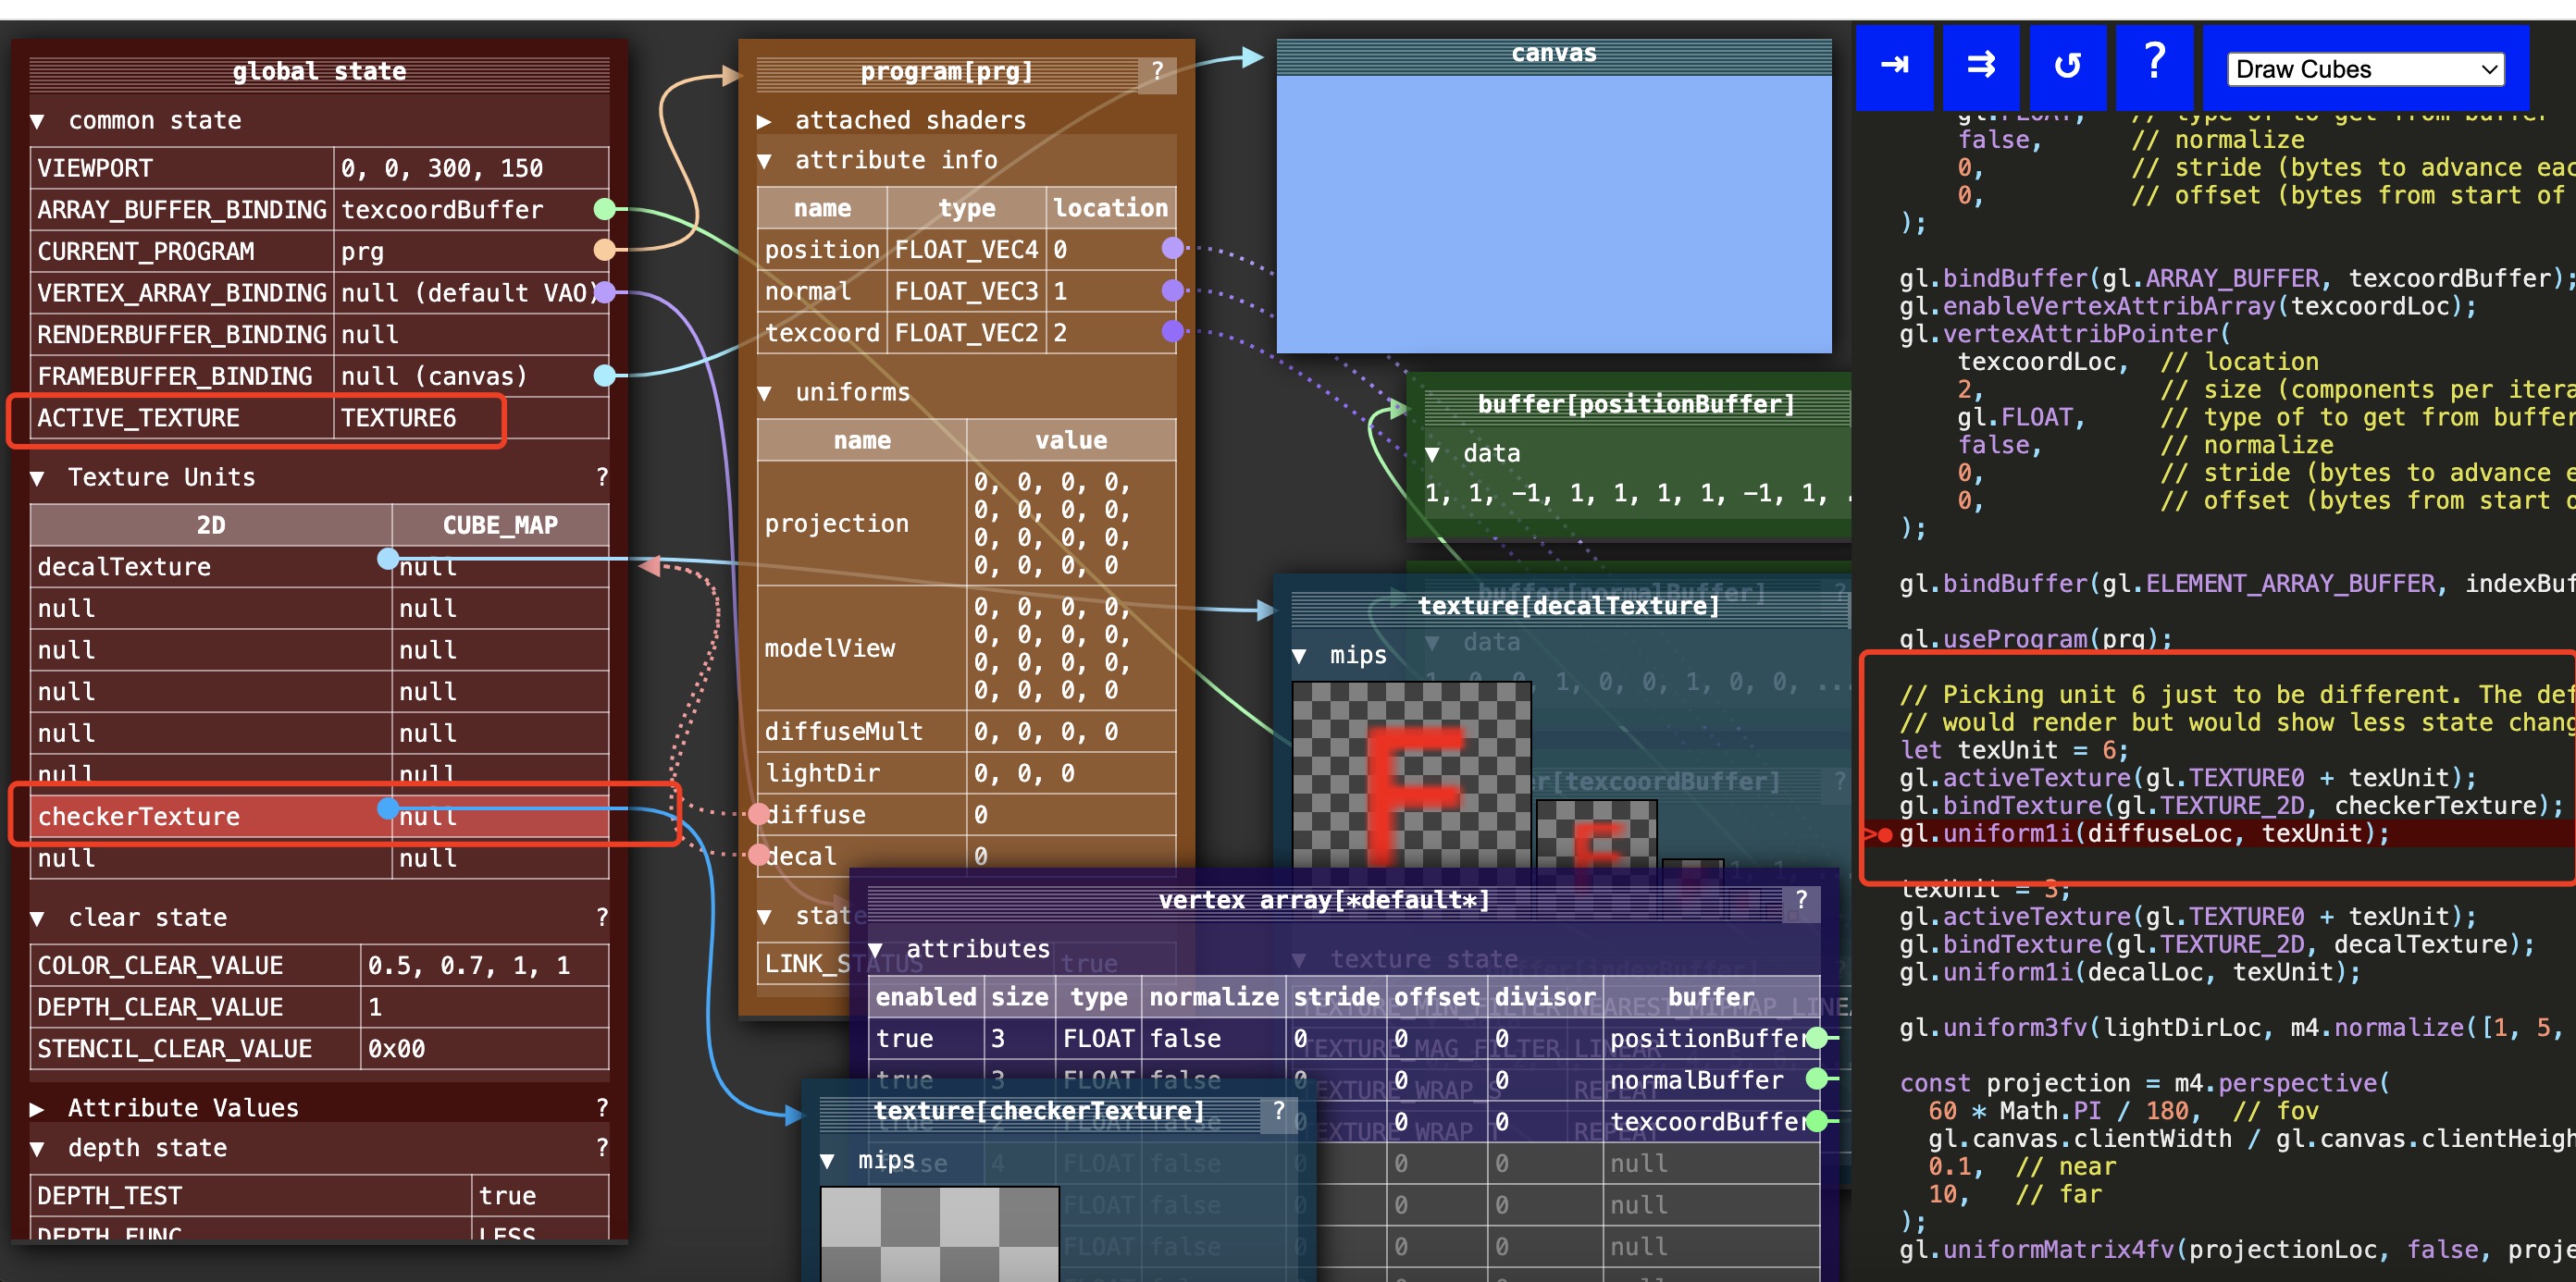 global state
▼ common state
VIEWPORT 0, 0, 300, 150
ARRAY_BUFFER_BINDING texcoordBuffer
CURRENT_PROGRAM prg
VERTEX_ARRAY_BINDING null (default VAO)
RENDERBUFFER_BINDING null
FRAMEBUFFER_BINDING null (canvas)
ACTIVE_TEXTURE TEXTURE6
▼ Texture Units ?
2D CUBE_MAP
decalTexture null
null null
null null
null null
null null
null null
checkerTexture null
null null
▼ clear state ?
COLOR_CLEAR_VALUE 0.5, 0.7, 1, 1
DEPTH_CLEAR_VALUE 1
STENCIL_CLEAR_VALUE 0x00
▶ Attribute Values ?
▼ depth state ?
DEPTH_TEST true
DEPTH_FUNC LESS
program[prg] ?
▶ attached shaders
▼ attribute info
name type location
position FLOAT_VEC4 0
normal FLOAT_VEC3 1
texcoord FLOAT_VEC2 2
▼ uniforms
name value
projection
0, 0, 0, 0,
0, 0, 0, 0,
0, 0, 0, 0,
0, 0, 0, 0
modelView
0, 0, 0, 0,
0, 0, 0, 0,
0, 0, 0, 0,
0, 0, 0, 0
diffuseMult 0, 0, 0, 0
lightDir 0, 0, 0
diffuse 0
decal 0
▼ state
LINK_STATUS true
canvas
buffer[positionBuffer]
▼ data
1, 1, -1, 1, 1, 1, 1, -1, 1, .
buffer[normalBuffer] ?
▼ data
1, 0, 0, 1, 0, 0, 1, 0, 0, ...
texture[decalTexture]
▼ mips
F
F
er[texcoordBuffer] ?
▼ texture state
TEXTURE_MIN_FILTER NEAREST_MIPMAP_LINEA
TEXTURE_MAG_FILTER LINEAR
TEXTURE_WRAP_S REPEAT
TEXTURE_WRAP_T REPEAT
vertex array[*default*] ?
▼ attributes
enabled size type normalize stride offset divisor buffer
true 3 FLOAT false 0 0 0 positionBuffer
true 3 FLOAT false 0 0 0 normalBuffer
true 2 FLOAT false 0 0 0 texcoordBuffer
false 4 FLOAT false 0 0 0 null
FLOAT false 0 0 0 null
FLOAT false 0 0 0 null
texture[checkerTexture] ?
▼ mips
⇥ ⇉ ↺ ? Draw Cubes
gl.FLOAT, // type of to get from buffer
false, // normalize
0, // stride (bytes to advance eac
0, // offset (bytes from start of
);
gl.bindBuffer(gl.ARRAY_BUFFER, texcoordBuffer);
gl.enableVertexAttribArray(texcoordLoc);
gl.vertexAttribPointer(
texcoordLoc, // location
2, // size (components per itera
gl.FLOAT, // type of to get from buffer
false, // normalize
0, // stride (bytes to advance e
0, // offset (bytes from start o
);
gl.bindBuffer(gl.ELEMENT_ARRAY_BUFFER, indexBuf
gl.useProgram(prg);
// Picking unit 6 just to be different. The def
// would render but would show less state chang
let texUnit = 6;
gl.activeTexture(gl.TEXTURE0 + texUnit);
gl.bindTexture(gl.TEXTURE_2D, checkerTexture);
>●gl.uniform1i(diffuseLoc, texUnit);
texUnit = 3;
gl.activeTexture(gl.TEXTURE0 + texUnit);
gl.bindTexture(gl.TEXTURE_2D, decalTexture);
gl.uniform1i(decalLoc, texUnit);
gl.uniform3fv(lightDirLoc, m4.normalize([1, 5,
const projection = m4.perspective(
60 * Math.PI / 180, // fov
gl.canvas.clientWidth / gl.canvas.clientHeigh
0.1, // near
10, // far
);
gl.uniformMatrix4fv(projectionLoc, false, proje